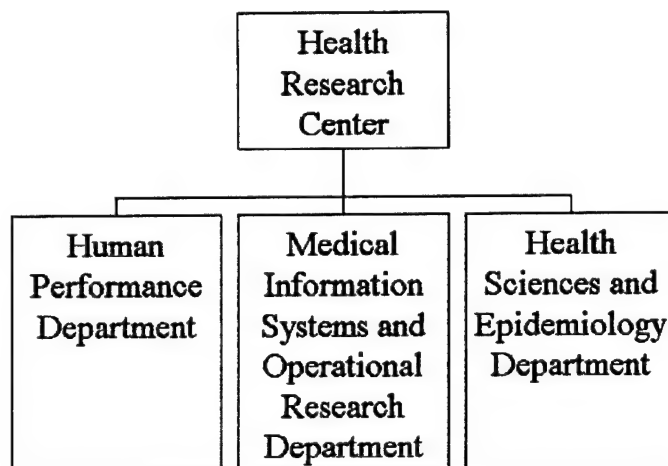 Health
Research
Center
Human
Performance
Department
Medical
Information
Systems and
Operational
Research
Department
Health
Sciences and
Epidemiology
Department